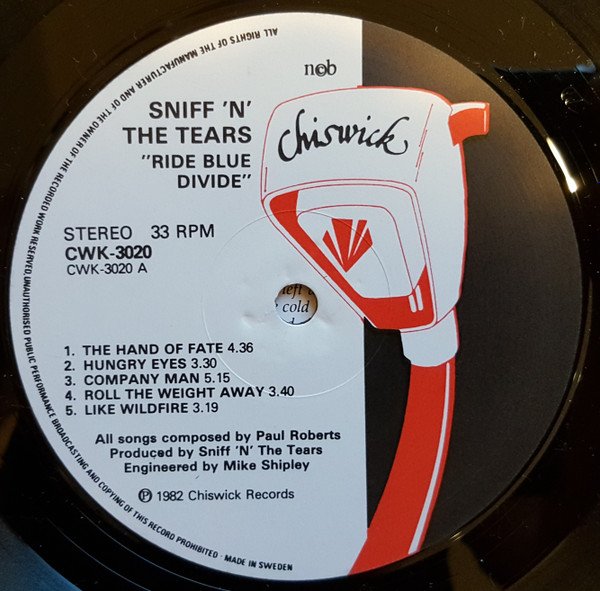 ALL RIGHTS OF THE MANUFACTURER AND OF THE OWNER OF THE RECORDED WORK RESERVED. UNAUTHORISED PUBLIC PERFORMANCE BROADCASTING AND COPYING OF THIS RECORD PROHIBITED · MADE IN SWEDEN
n©b
chiswick
SNIFF 'N'
THE TEARS
"RIDE BLUE
DIVIDE"
STEREO 33 RPM
CWK-3020
CWK-3020 A
left
cold
1. THE HAND OF FATE 4.36
2. HUNGRY EYES 3.30
3. COMPANY MAN 5.15
4. ROLL THE WEIGHT AWAY 3.40
5. LIKE WILDFIRE 3.19
All songs composed by Paul Roberts
Produced by Sniff 'N' The Tears
Engineered by Mike Shipley
℗ 1982 Chiswick Records